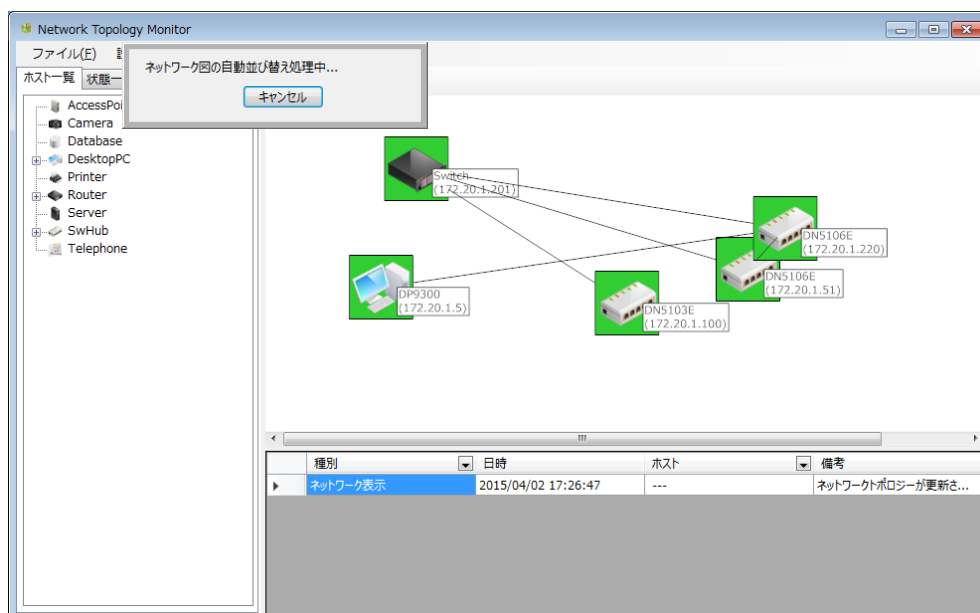 Network Topology Monitor
ファイル(F)
ネットワーク図の自動並び替え処理中...
キャンセル
ホスト一覧 状態一
AccessPoi
Camera
Database
DesktopPC
Printer
Router
Server
SwHub
Telephone
Switch
(172.20.1.201)
DN5106E
(172.20.1.220)
DN5106E
(172.20.1.51)
DP9300
(172.20.1.5)
DN5103E
(172.20.1.100)
種別 日時 ホスト 備考
ネットワーク表示 2015/04/02 17:26:47 --- ネットワークトポロジーが更新さ...